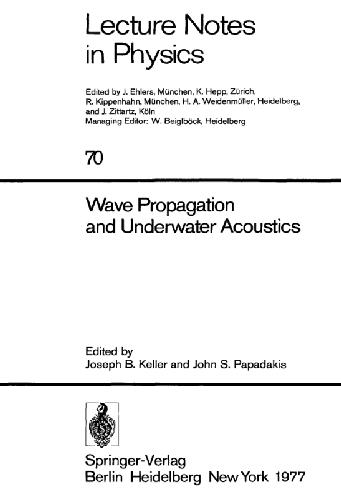 Lecture Notes
in Physics
Edited by J. Ehlers, München, K. Hepp, Zürich,
R. Kippenhahn, München, H. A. Weidenmüller, Heidelberg,
and J. Zittartz, Köln
Managing Editor: W. Beiglböck, Heidelberg
70
Wave Propagation
and Underwater Acoustics
Edited by
Joseph B. Keller and John S. Papadakis
Springer-Verlag
Berlin Heidelberg New York 1977